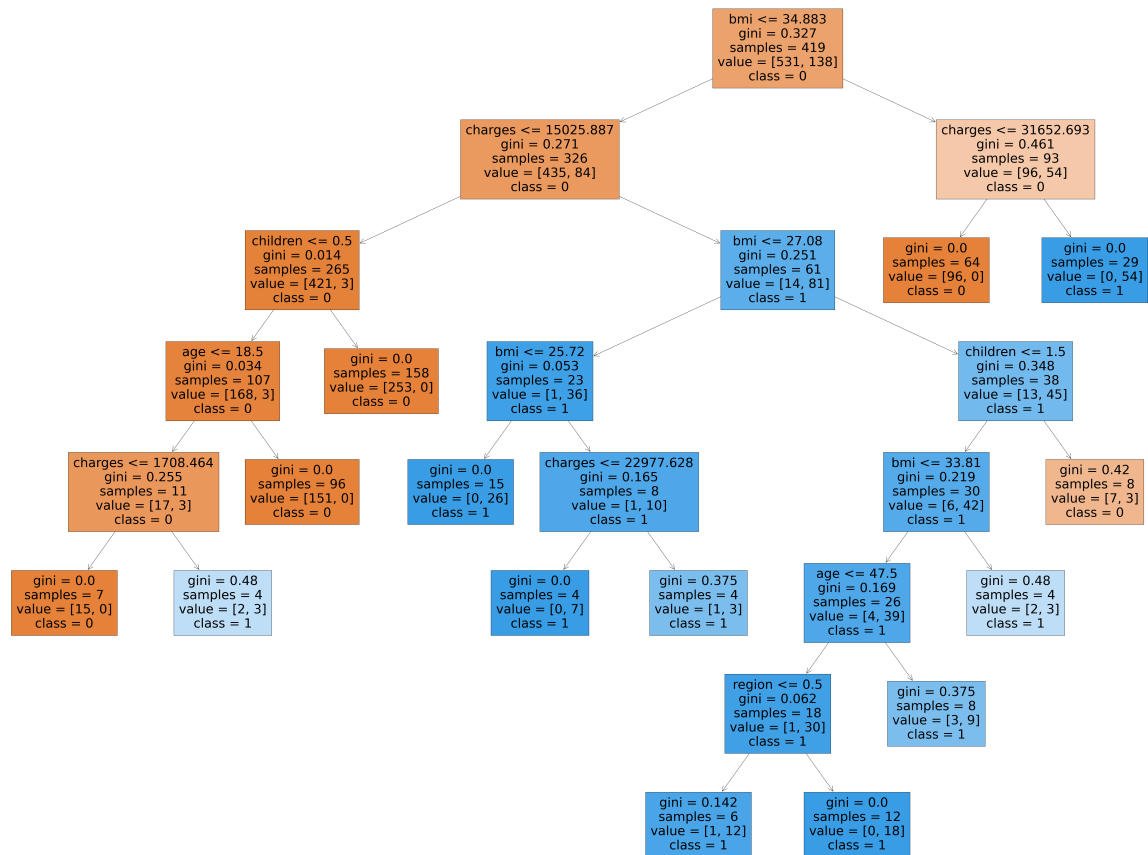 bmi <= 34.883
gini = 0.327
samples = 419
value = [531, 138]
class = 0
charges <= 15025.887
gini = 0.271
samples = 326
value = [435, 84]
class = 0
charges <= 31652.693
gini = 0.461
samples = 93
value = [96, 54]
class = 0
children <= 0.5
gini = 0.014
samples = 265
value = [421, 3]
class = 0
bmi <= 27.08
gini = 0.251
samples = 61
value = [14, 81]
class = 1
gini = 0.0
samples = 64
value = [96, 0]
class = 0
gini = 0.0
samples = 29
value = [0, 54]
class = 1
age <= 18.5
gini = 0.034
samples = 107
value = [168, 3]
class = 0
gini = 0.0
samples = 158
value = [253, 0]
class = 0
bmi <= 25.72
gini = 0.053
samples = 23
value = [1, 36]
class = 1
children <= 1.5
gini = 0.348
samples = 38
value = [13, 45]
class = 1
charges <= 1708.464
gini = 0.255
samples = 11
value = [17, 3]
class = 0
gini = 0.0
samples = 96
value = [151, 0]
class = 0
gini = 0.0
samples = 15
value = [0, 26]
class = 1
charges <= 22977.628
gini = 0.165
samples = 8
value = [1, 10]
class = 1
bmi <= 33.81
gini = 0.219
samples = 30
value = [6, 42]
class = 1
gini = 0.42
samples = 8
value = [7, 3]
class = 0
gini = 0.0
samples = 7
value = [15, 0]
class = 0
gini = 0.48
samples = 4
value = [2, 3]
class = 1
gini = 0.0
samples = 4
value = [0, 7]
class = 1
gini = 0.375
samples = 4
value = [1, 3]
class = 1
age <= 47.5
gini = 0.169
samples = 26
value = [4, 39]
class = 1
gini = 0.48
samples = 4
value = [2, 3]
class = 1
region <= 0.5
gini = 0.062
samples = 18
value = [1, 30]
class = 1
gini = 0.375
samples = 8
value = [3, 9]
class = 1
gini = 0.142
samples = 6
value = [1, 12]
class = 1
gini = 0.0
samples = 12
value = [0, 18]
class = 1